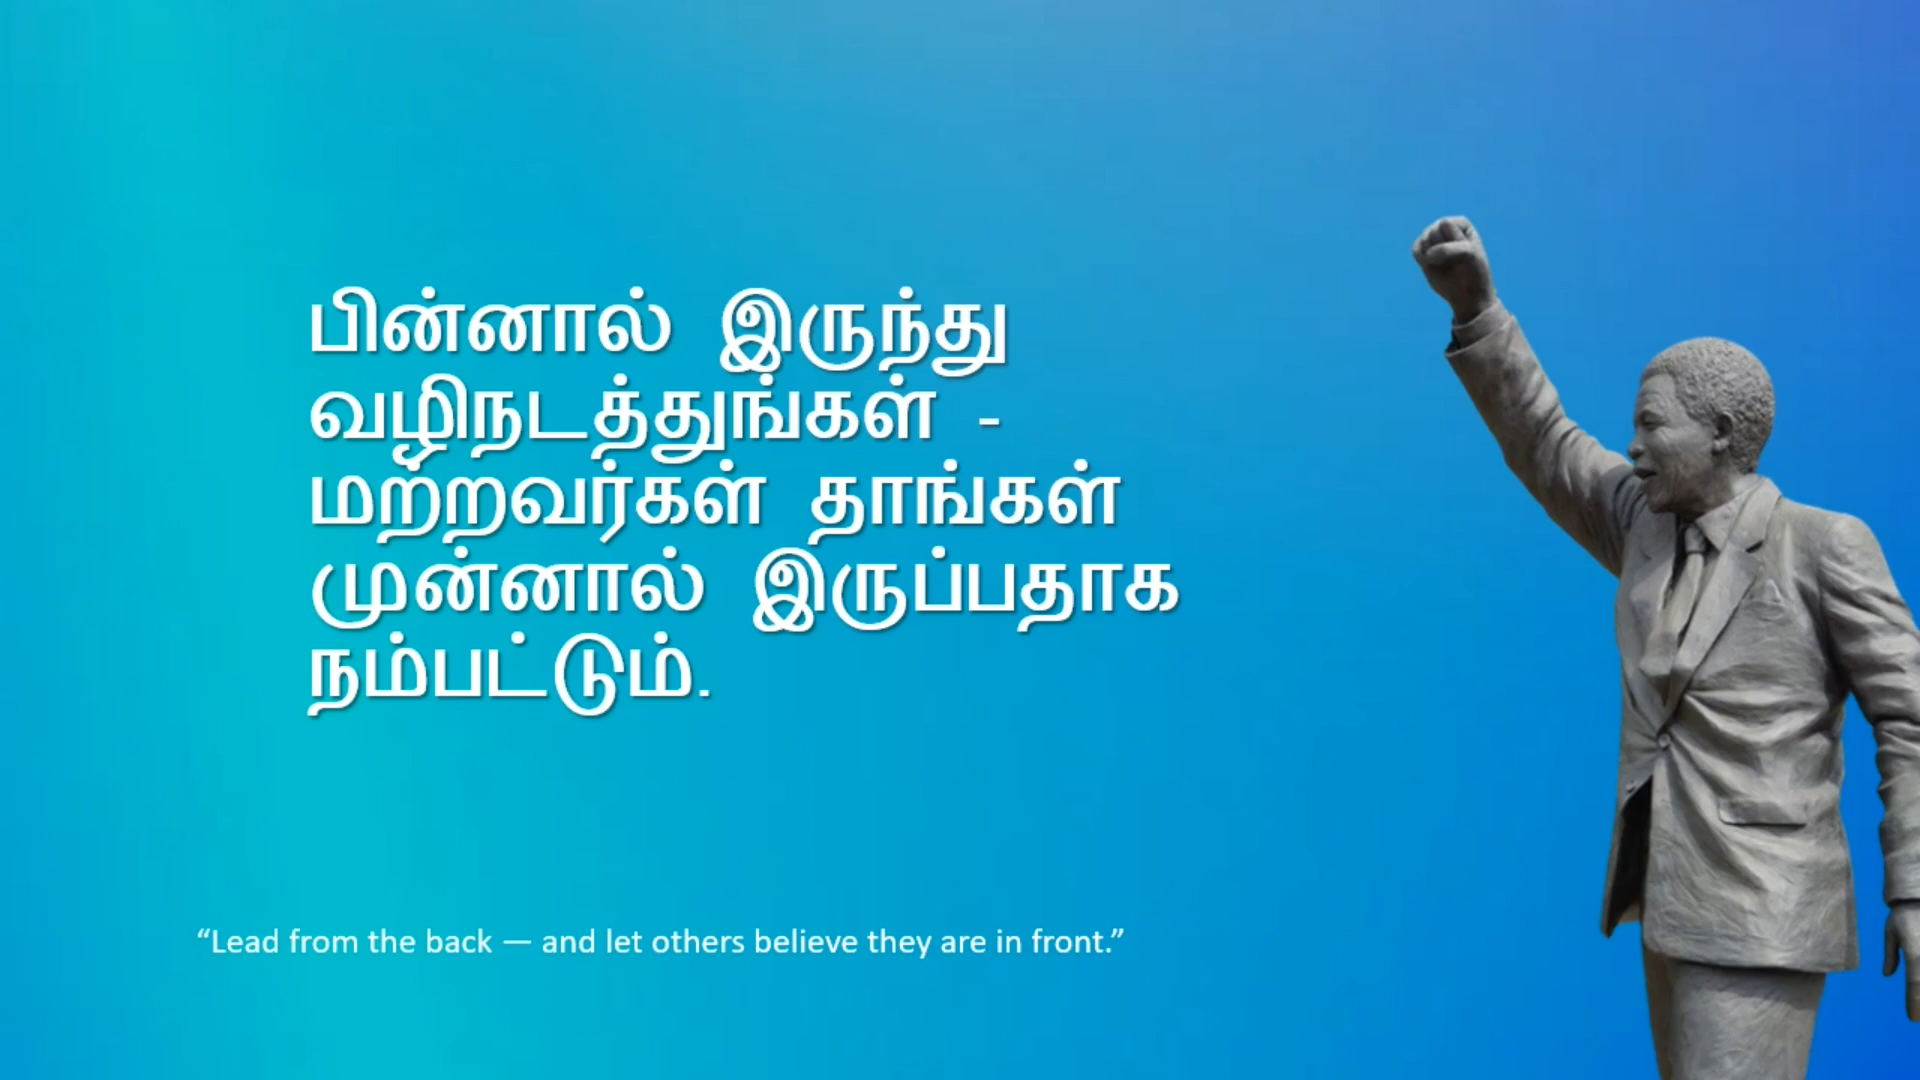 பின்னால் இருந்து
வழிநடத்துங்கள் -
மற்றவர்கள் தாங்கள்
முன்னால் இருப்பதாக
நம்பட்டும்.
“Lead from the back — and let others believe they are in front.”